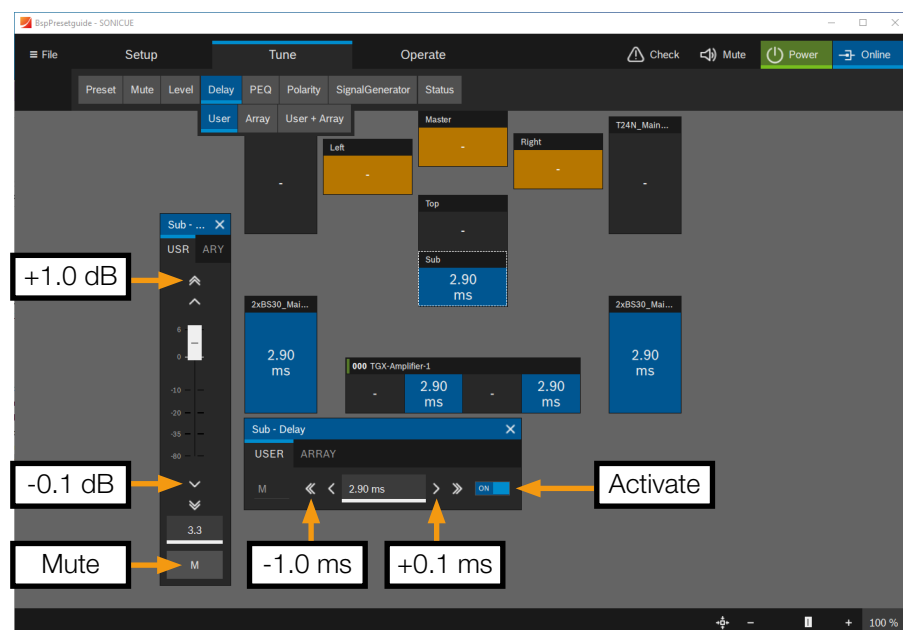 BspPresetguide - SONICUE
≡ File
Setup
Tune
Operate
Check
Mute
Power
Online
Preset
Mute
Level
Delay
PEQ
Polarity
SignalGenerator
Status
User
Array
User + Array
Master
-
T24N_Main...
-
Left
-
Right
-
-
Top
-
Sub
2.90
ms
Sub - ...
USR
ARY
+1.0 dB
6
0
-10
-20
-35
-80
-0.1 dB
3.3
Mute
M
2xBS30_Mai...
2.90
ms
2xBS30_Mai...
2.90
ms
000 TGX-Amplifier-1
-
2.90
ms
-
2.90
ms
Sub - Delay
USER
ARRAY
M
2.90 ms
ON
Activate
-1.0 ms
+0.1 ms
- + 100 %